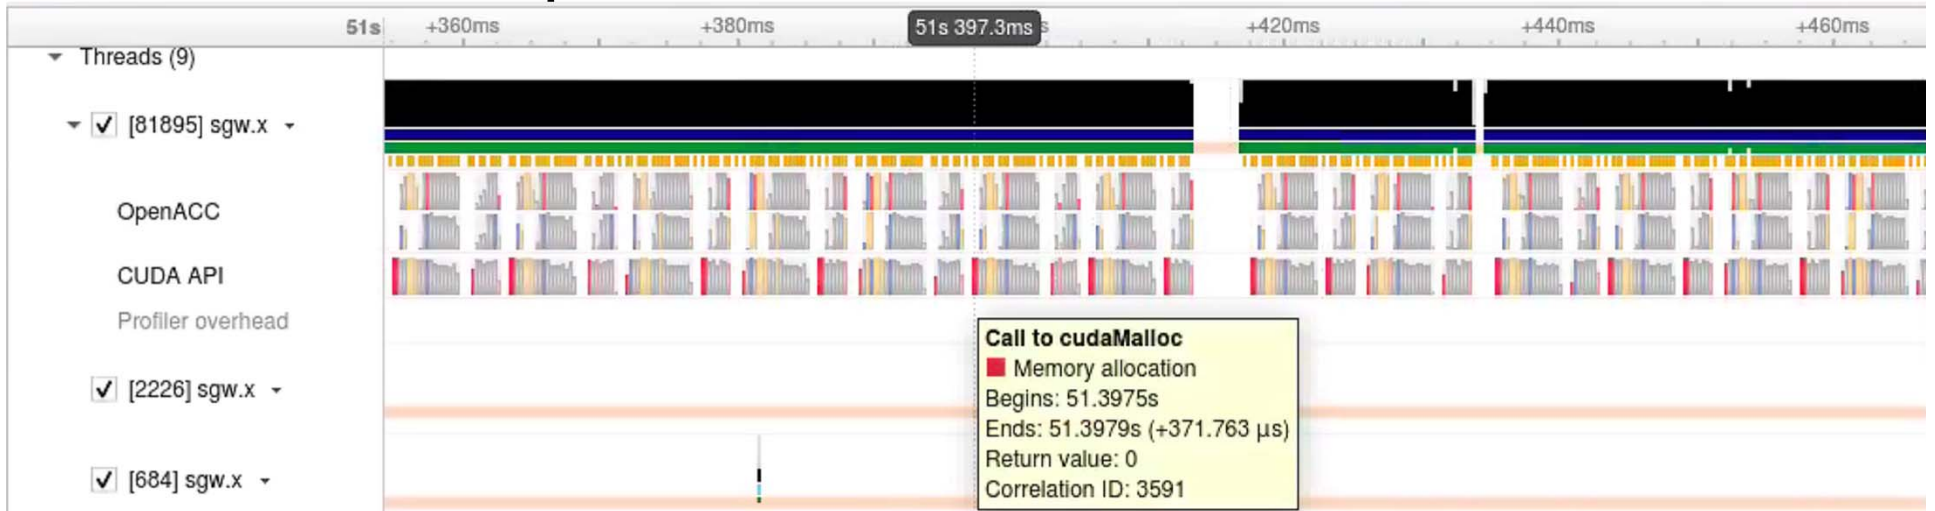 51s +360ms +380ms 51s 397.3ms s +420ms +440ms +460ms
Threads (9)
[81895] sgw.x
OpenACC
CUDA API
Profiler overhead
Call to cudaMalloc
Memory allocation
[2226] sgw.x
Begins: 51.3975s
Ends: 51.3979s (+371.763 µs)
Return value: 0
[684] sgw.x
Correlation ID: 3591